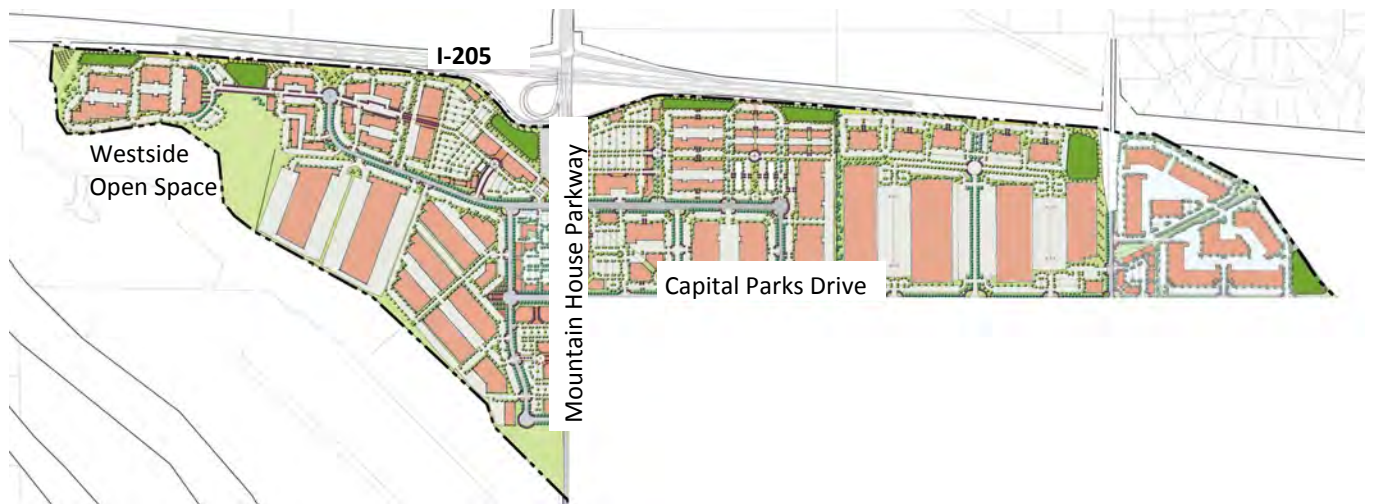 I-205
Westside
Open Space
Mountain House Parkway
Capital Parks Drive